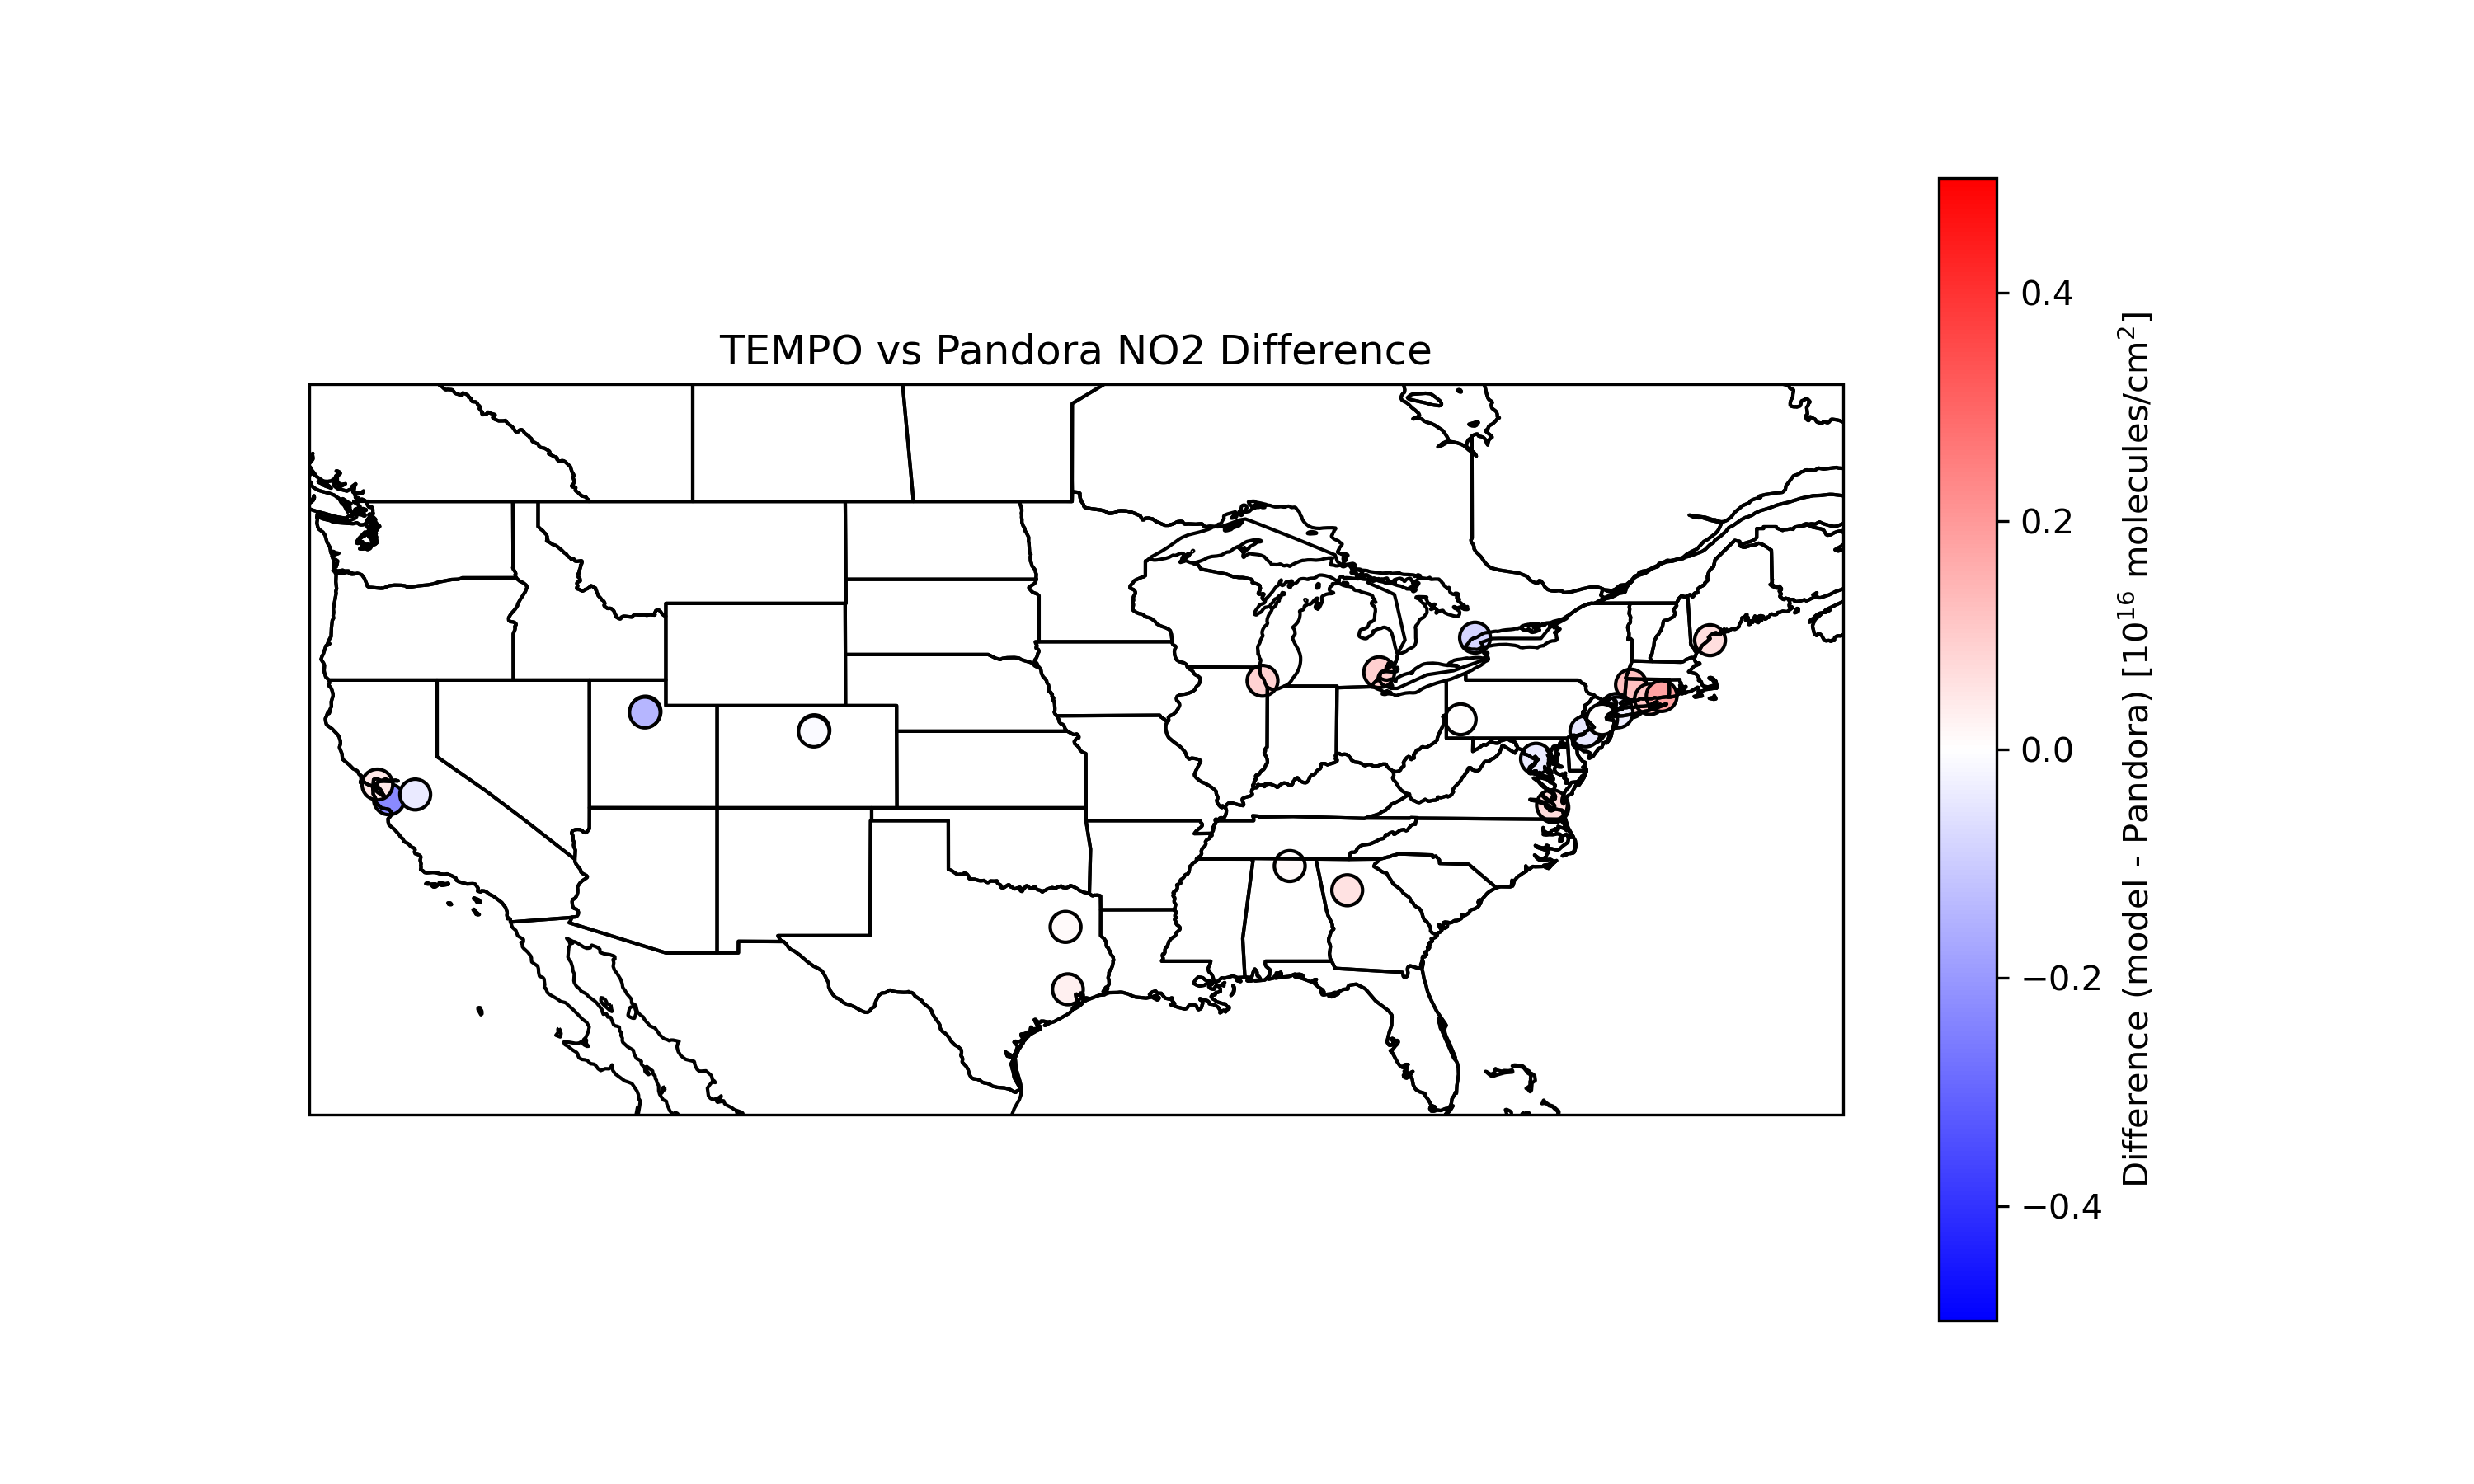 TEMPO vs Pandora NO2 Difference
0.4
0.2
0.0
−0.2
−0.4
Difference (model - Pandora) [10¹⁶ molecules/cm²]